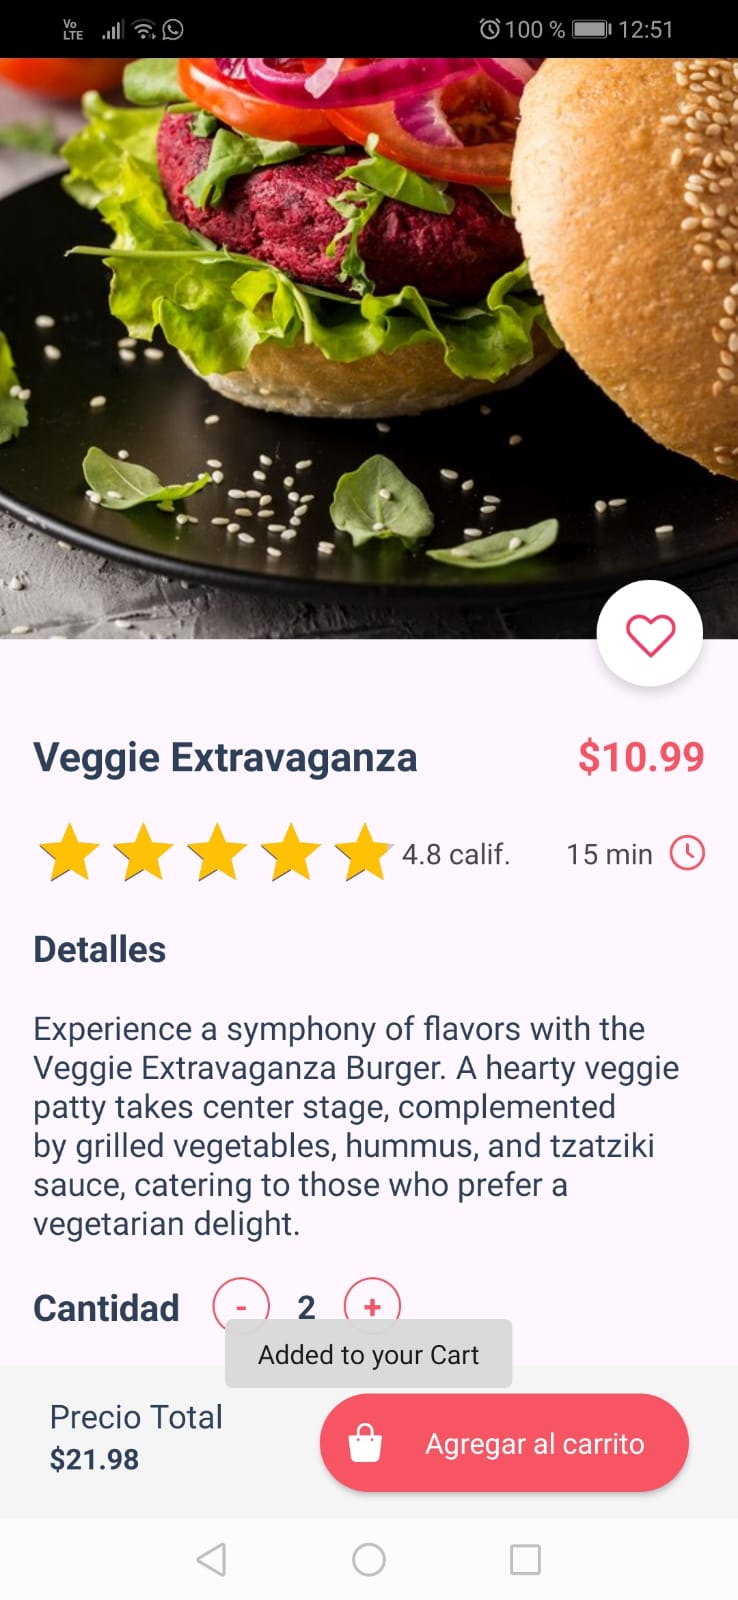 Vo
LTE
100 %
12:51
Veggie Extravaganza
$10.99
4.8 calif.
15 min
Detalles
Experience a symphony of flavors with the
Veggie Extravaganza Burger. A hearty veggie
patty takes center stage, complemented
by grilled vegetables, hummus, and tzatziki
sauce, catering to those who prefer a
vegetarian delight.
Cantidad - 2 +
Added to your Cart
Precio Total
$21.98
Agregar al carrito